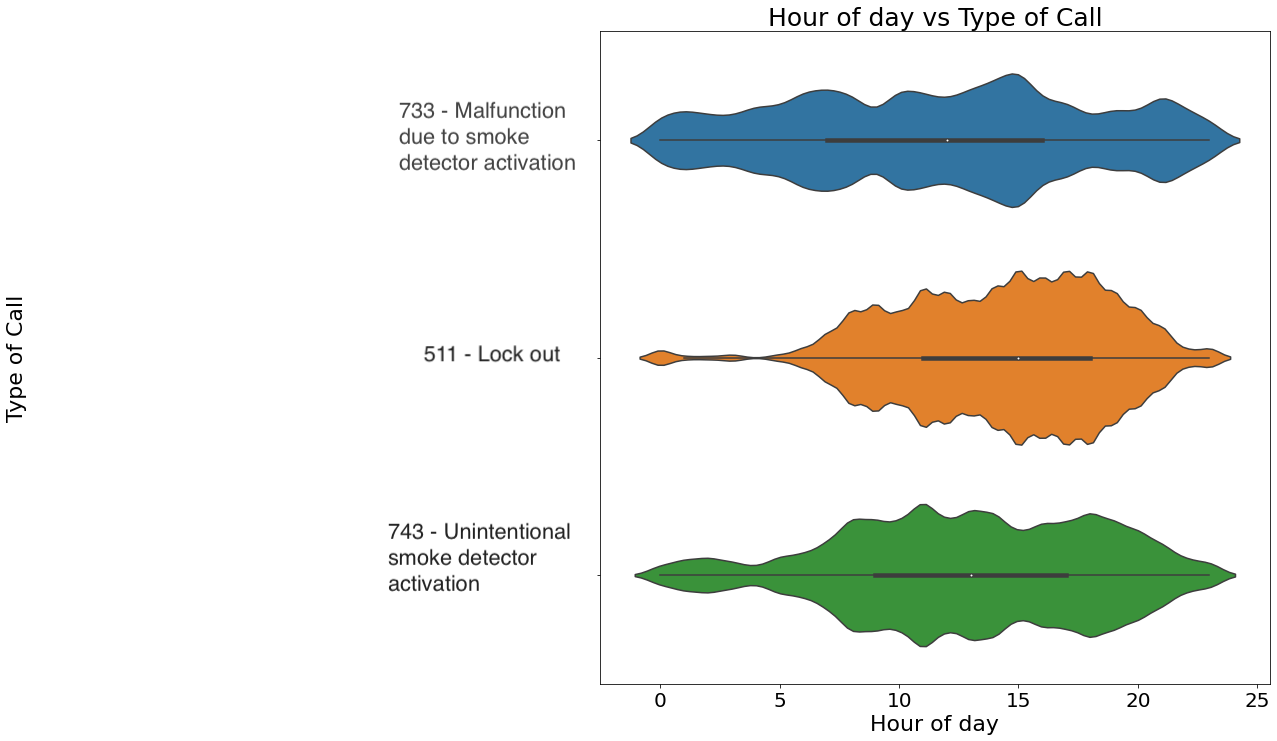 Hour of day vs Type of Call
733 - Malfunction
due to smoke
detector activation
511 - Lock out
743 - Unintentional
smoke detector
activation
Type of Call
0 5 10 15 20 25
Hour of day